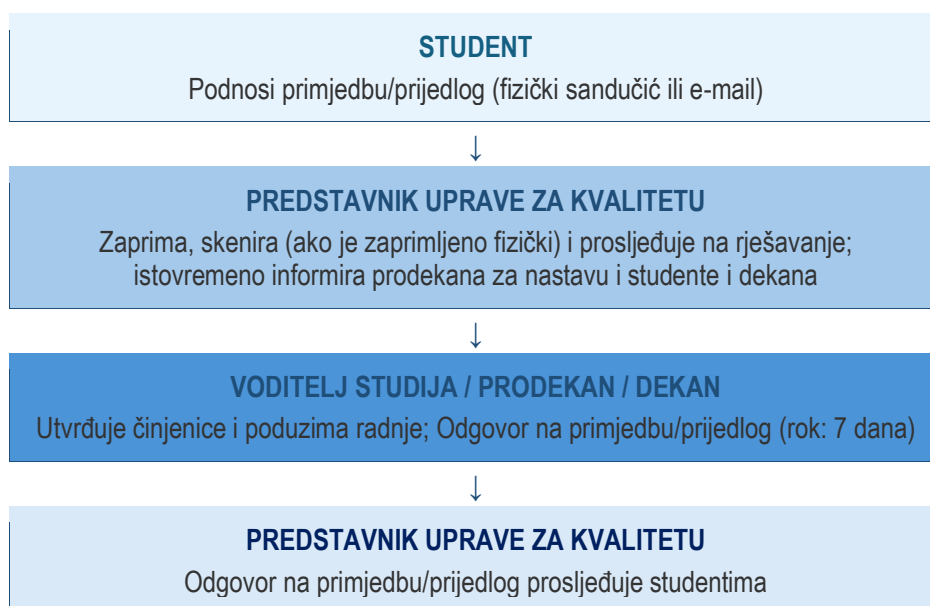 STUDENT
Podnosi primjedbu/prijedlog (fizički sandučić ili e-mail)
↓
PREDSTAVNIK UPRAVE ZA KVALITETU
Zaprima, skenira (ako je zaprimljeno fizički) i prosljeđuje na rješavanje;
istovremeno informira prodekana za nastavu i studente i dekana
↓
VODITELJ STUDIJA / PRODEKAN / DEKAN
Utvrđuje činjenice i poduzima radnje; Odgovor na primjedbu/prijedlog (rok: 7 dana)
↓
PREDSTAVNIK UPRAVE ZA KVALITETU
Odgovor na primjedbu/prijedlog prosljeđuje studentima